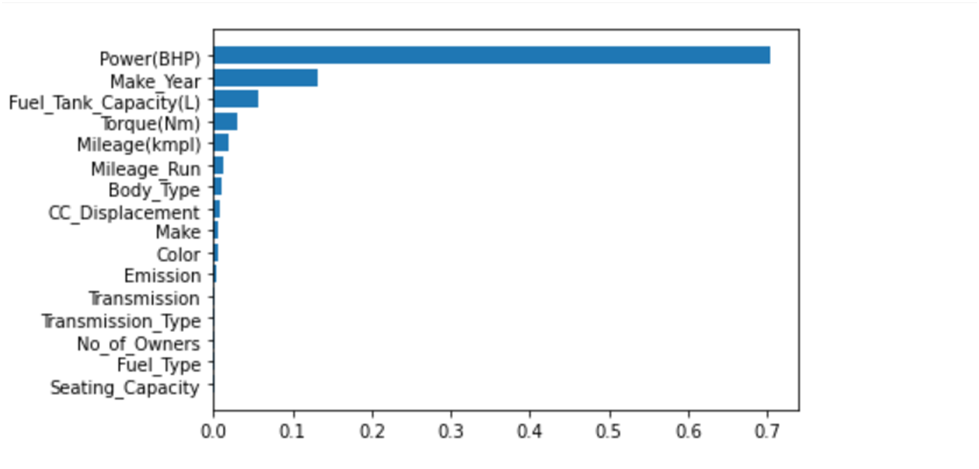 Power(BHP)
Make_Year
Fuel_Tank_Capacity(L)
Torque(Nm)
Mileage(kmpl)
Mileage_Run
Body_Type
CC_Displacement
Make
Color
Emission
Transmission
Transmission_Type
No_of_Owners
Fuel_Type
Seating_Capacity
0.0 0.1 0.2 0.3 0.4 0.5 0.6 0.7